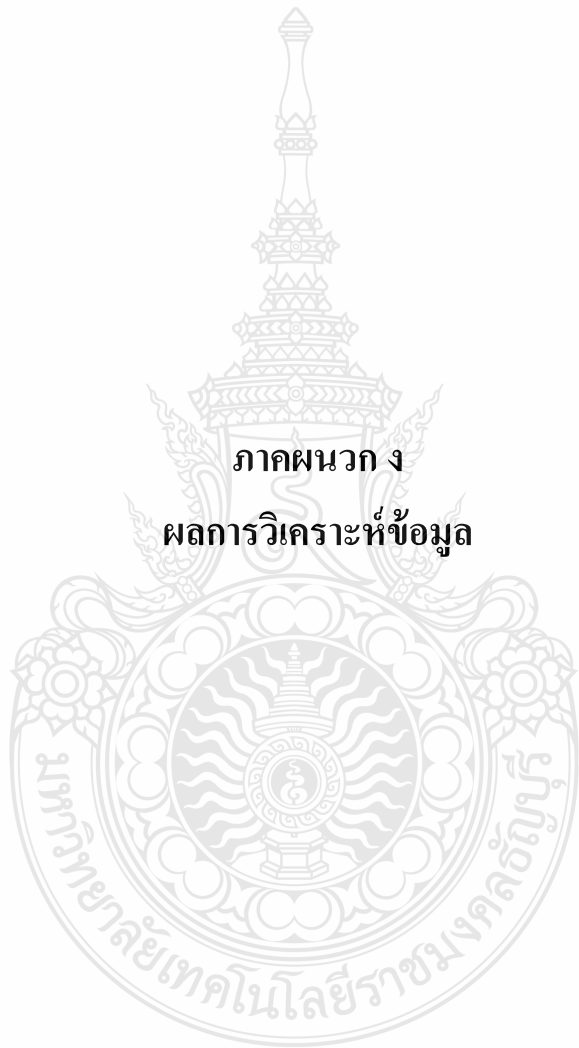 ภาคผนวก ง
ผลการวิเคราะห์ข้อมูล
มหาวิทยาลัยเทคโนโลยีราชมงคลธัญบุรี